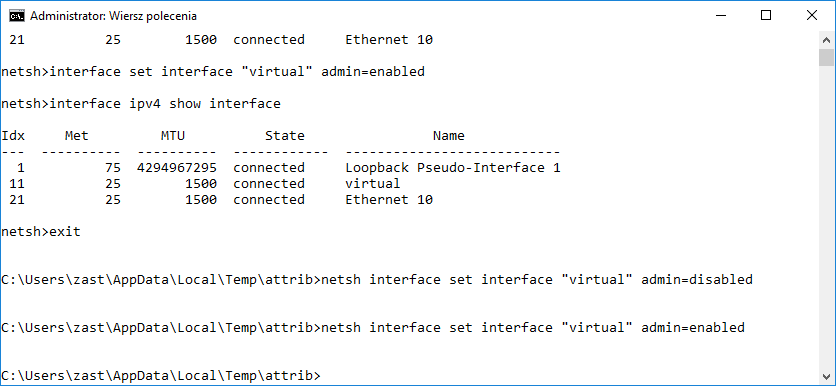 Administrator: Wiersz polecenia
 21          25        1500  connected     Ethernet 10
netsh>interface set interface "virtual" admin=enabled
netsh>interface ipv4 show interface
Idx     Met         MTU          State                Name
---  ----------  ----------  ------------  ---------------------------
  1          75  4294967295  connected     Loopback Pseudo-Interface 1
 11          25        1500  connected     virtual
 21          25        1500  connected     Ethernet 10
netsh>exit
C:\Users\zast\AppData\Local\Temp\attrib>netsh interface set interface "virtual" admin=disabled
C:\Users\zast\AppData\Local\Temp\attrib>netsh interface set interface "virtual" admin=enabled
C:\Users\zast\AppData\Local\Temp\attrib>